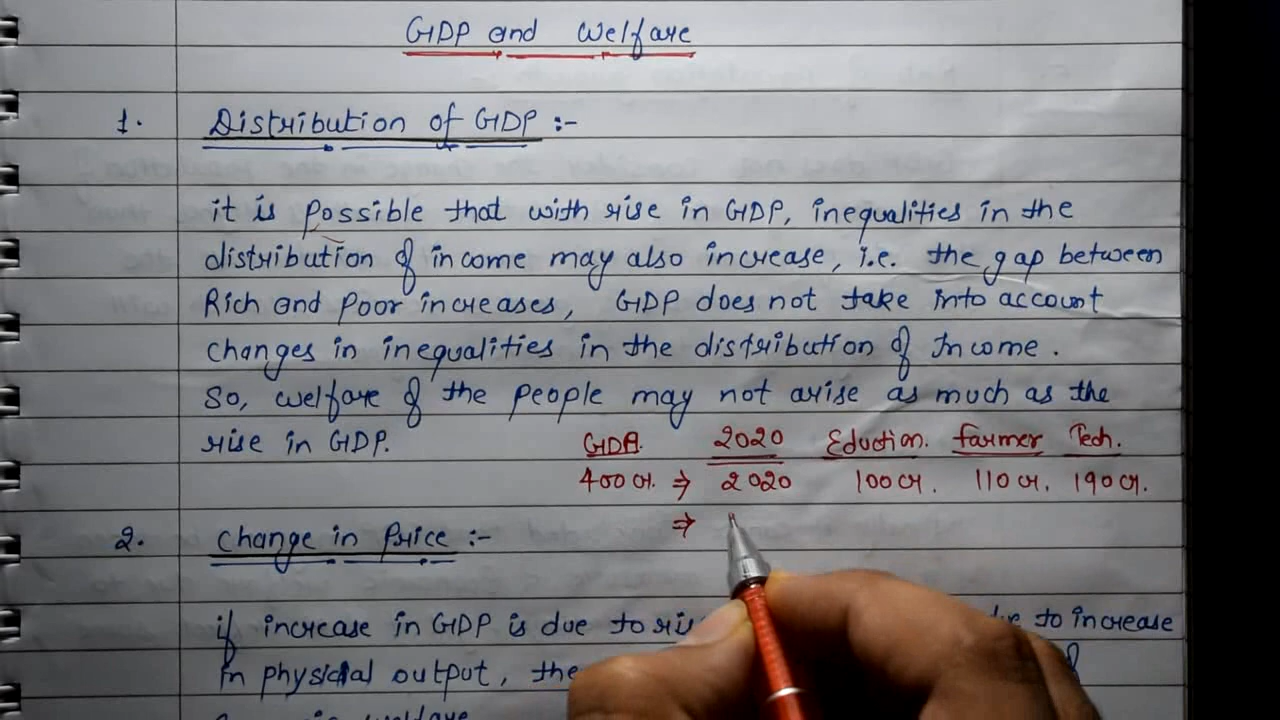 GDP and Welfare
1. Distribution of GDP :-
it is possible that with rise in GDP, inequalities in the
distribution of income may also increase, i.e. the gap between
Rich and poor increases, GDP does not take into account
changes in inequalities in the distribution of Income.
So, welfare of the people may not arise as much as the
rise in GDP.
GDP. 2020 Eduction. farmer Tech.
400 cr. ⇒ 2020 100 cr. 110 cr. 190 cr.
⇒
2. change in Price :-
if increase in GDP is due to to increase
in physical output, the
welfare